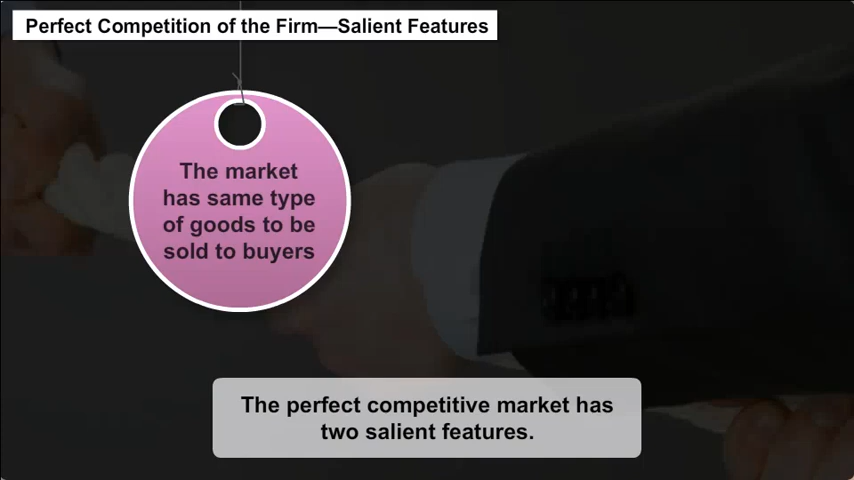 Perfect Competition of the Firm—Salient Features
The market
has same type
of goods to be
sold to buyers
The perfect competitive market has
two salient features.